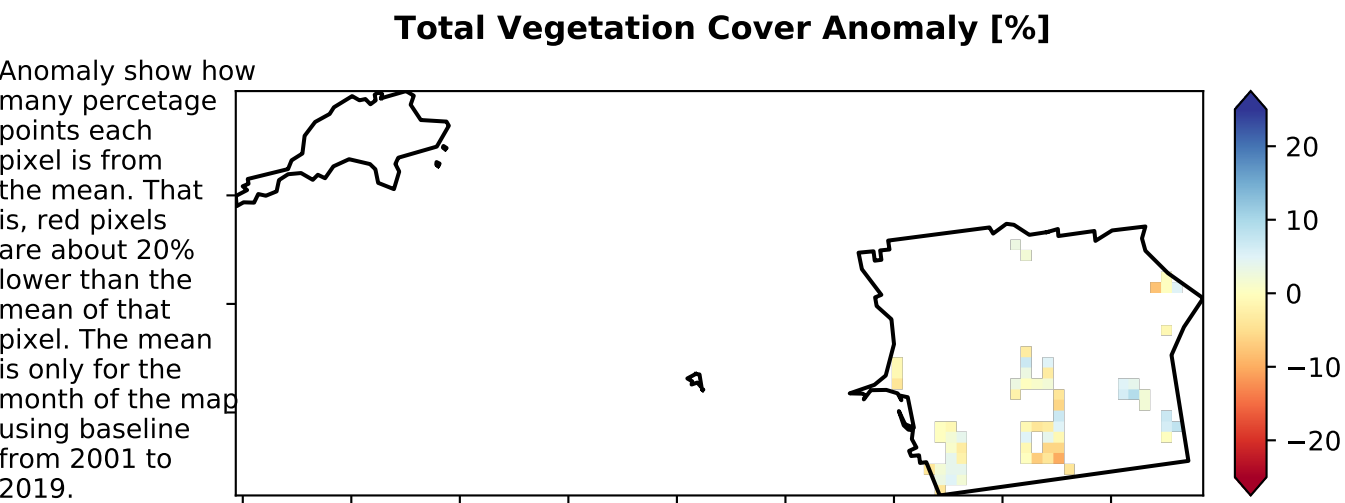 Total Vegetation Cover Anomaly [%]
Anomaly show how
many percetage
points each
pixel is from
the mean. That
is, red pixels
are about 20%
lower than the
mean of that
pixel. The mean
is only for the
month of the map
using baseline
from 2001 to
2019.
20
10
0
−10
−20